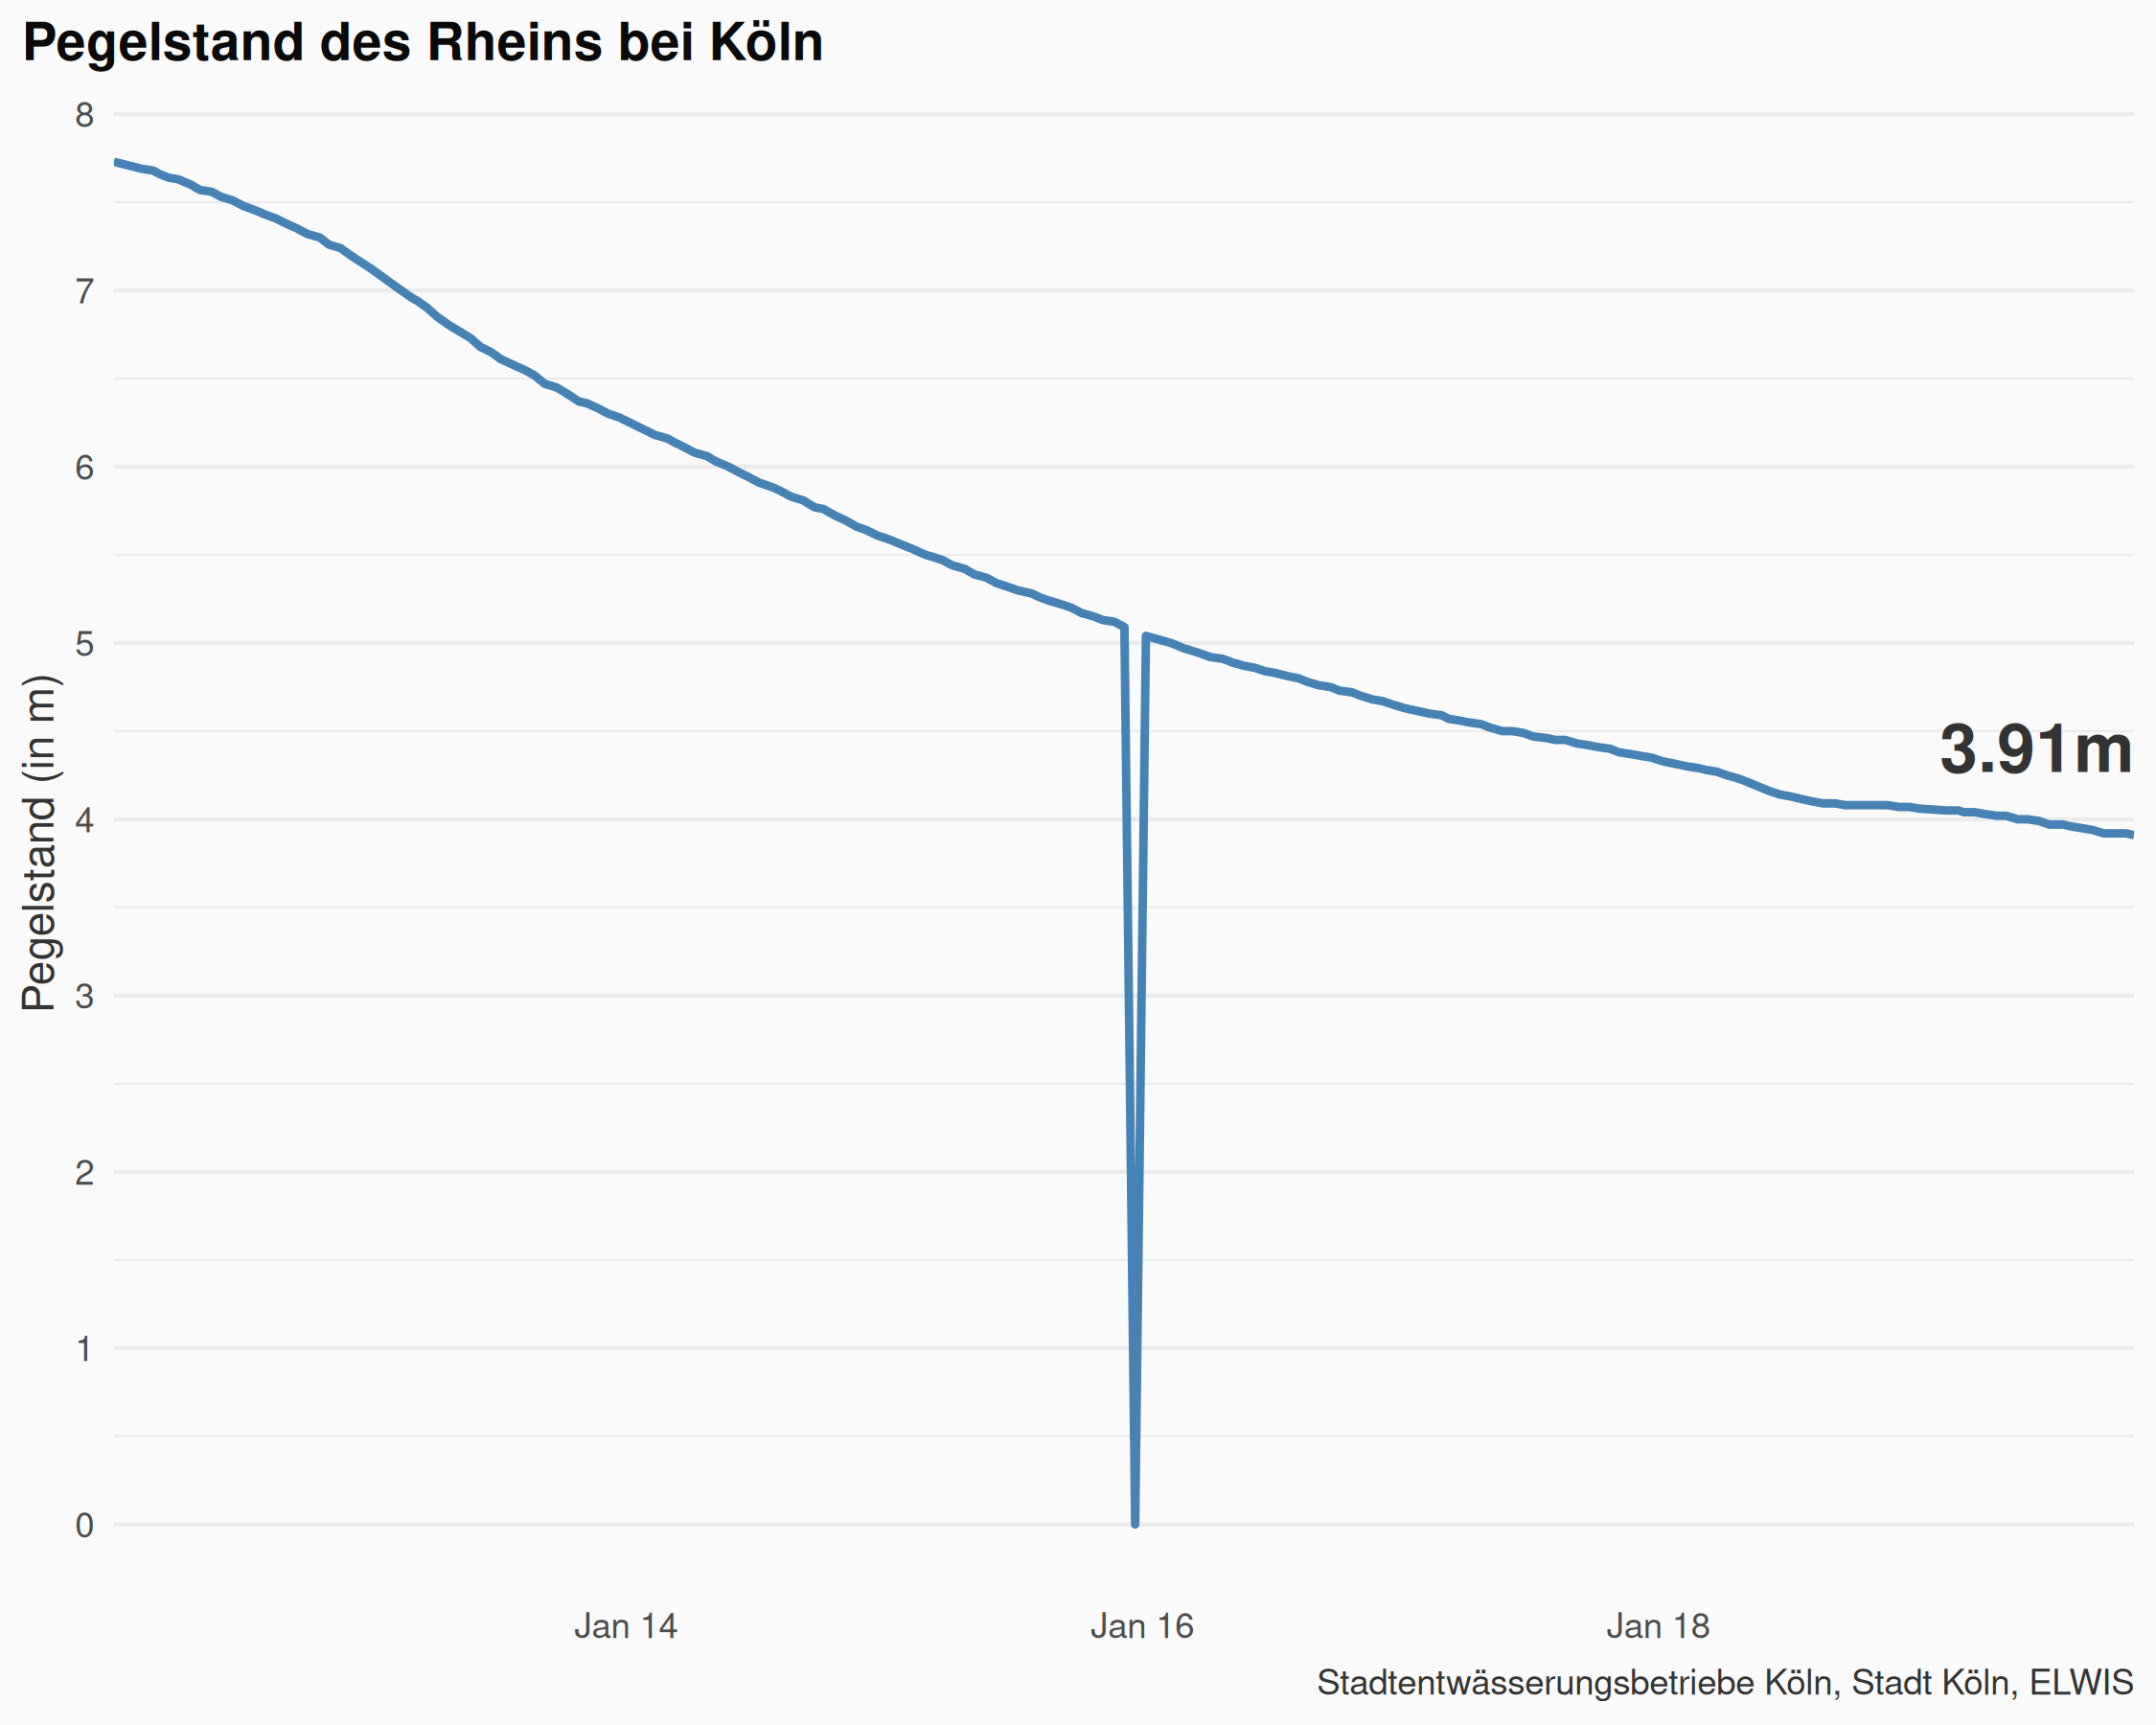 Pegelstand des Rheins bei Köln
Pegelstand (in m)
8
7
6
5
4
3
2
1
0
3.91m
Jan 14
Jan 16
Jan 18
Stadtentwässerungsbetriebe Köln, Stadt Köln, ELWIS